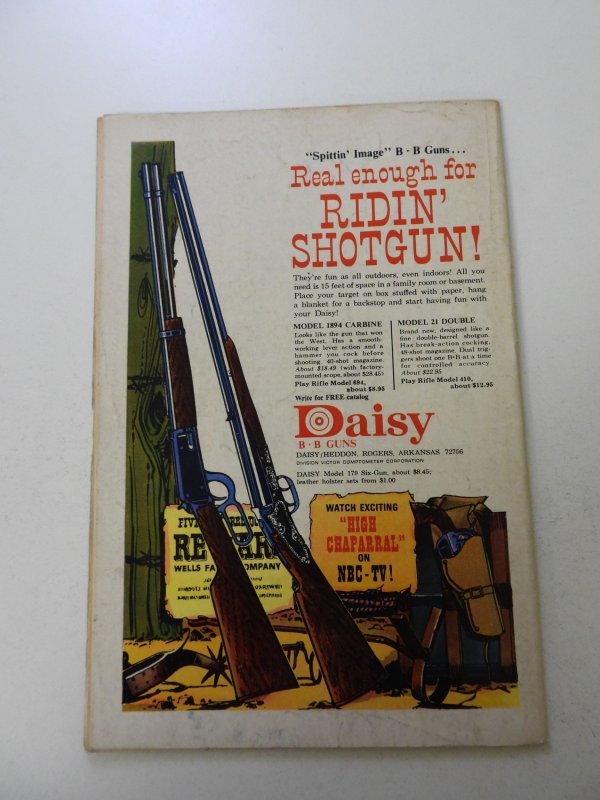 "Spittin' Image" B·B Guns...
Real enough for
RIDIN'
SHOTGUN!
They're fun as all outdoors, even indoors! All you
need is 15 feet of space in a family room or basement.
Place your target on box stuffed with paper, hang
a blanket for a backstop and start having fun with
your Daisy!
MODEL 1894 CARBINE
Looks like the gun that won
the West. Has a smooth-
working lever action and a
hammer you cock before
shooting. 40-shot magazine.
About $18.49 (with factory-
mounted scope, about $28.45)
Play Rifle Model 694,
about $8.95
MODEL 21 DOUBLE
Brand new, designed like a
fine double-barrel shotgun.
Has break-action cocking,
48-shot magazine. Dual trig-
gers shoot one B·B at a time
for controlled accuracy.
About $22.95
Play Rifle Model 410,
about $12.95
Write for FREE catalog
Daisy
B·B GUNS
DAISY/HEDDON, ROGERS, ARKANSAS 72756
DIVISION VICTOR COMPTOMETER CORPORATION
DAISY Model 179 Six-Gun, about $8.45;
leather holster sets from $1.00
WATCH EXCITING
"HIGH
CHAPARRAL"
ON
NBC-TV!
FIVE
RE AR
WELLS FA COMPANY